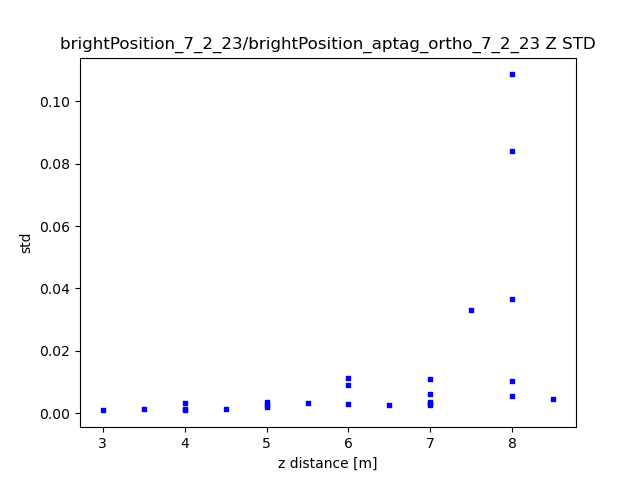 brightPosition_7_2_23/brightPosition_aptag_ortho_7_2_23 Z STD
0.10
0.08
0.06
0.04
0.02
0.00
std
3 4 5 6 7 8
z distance [m]